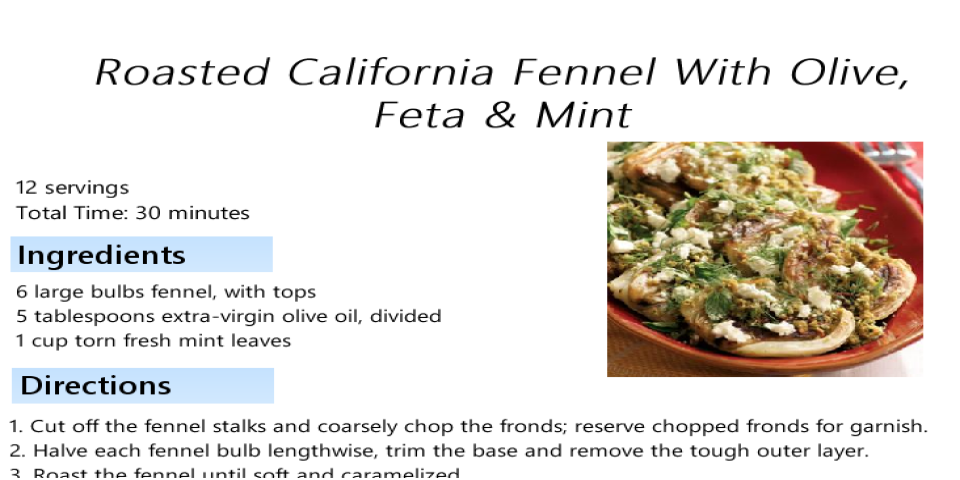 Roasted California Fennel With Olive,
Feta & Mint
12 servings
Total Time: 30 minutes
Ingredients
6 large bulbs fennel, with tops
5 tablespoons extra-virgin olive oil, divided
1 cup torn fresh mint leaves
Directions
1. Cut off the fennel stalks and coarsely chop the fronds; reserve chopped fronds for garnish.
2. Halve each fennel bulb lengthwise, trim the base and remove the tough outer layer.
3. Roast the fennel until soft and caramelized